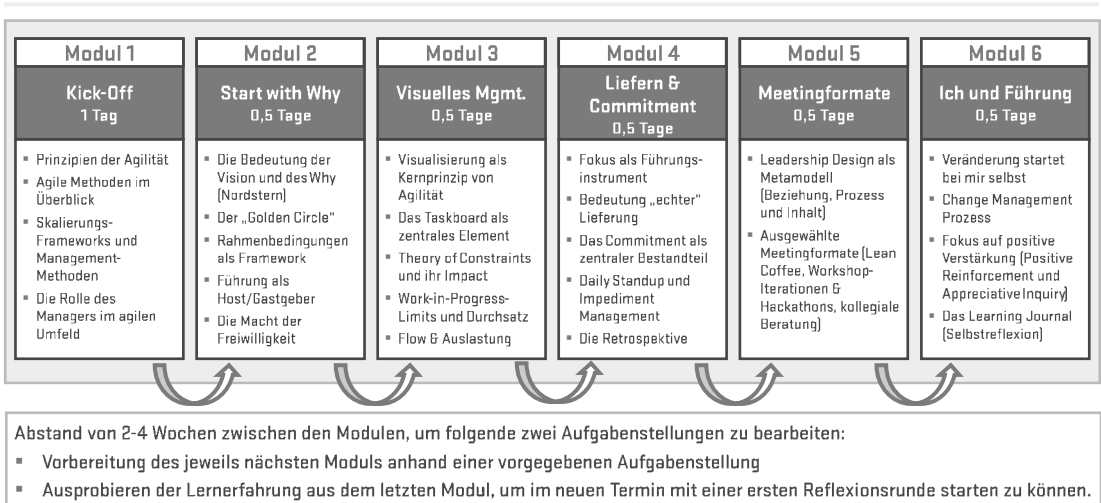 Modul 1
Kick-Off
1 Tag
▪ Prinzipien der Agilität
▪ Agile Methoden im
Überblick
▪ Skalierungs-
Frameworks und
Management-
Methoden
▪ Die Rolle des
Managers im agilen
Umfeld
Modul 2
Start with Why
0,5 Tage
▪ Die Bedeutung der
Vision und des Why
(Nordstern)
▪ Der „Golden Circle“
▪ Rahmenbedingungen
als Framework
▪ Führung als
Host/Gastgeber
▪ Die Macht der
Freiwilligkeit
Modul 3
Visuelles Mgmt.
0,5 Tage
▪ Visualisierung als
Kernprinzip von
Agilität
▪ Das Taskboard als
zentrales Element
▪ Theory of Constraints
und ihr Impact
▪ Work-in-Progress-
Limits und Durchsatz
▪ Flow & Auslastung
Modul 4
Liefern &
Commitment
0,5 Tage
▪ Fokus als Führungs-
instrument
▪ Bedeutung „echter“
Lieferung
▪ Das Commitment als
zentraler Bestandteil
▪ Daily Standup und
Impediment
Management
▪ Die Retrospektive
Modul 5
Meetingformate
0,5 Tage
▪ Leadership Design als
Metamodell
(Beziehung, Prozess
und Inhalt)
▪ Ausgewählte
Meetingformate (Lean
Coffee, Workshop-
Iterationen &
Hackathons, kollegiale
Beratung)
Modul 6
Ich und Führung
0,5 Tage
▪ Veränderung startet
bei mir selbst
▪ Change Management
Prozess
▪ Fokus auf positive
Verstärkung (Positive
Reinforcement und
Appreciative Inquiry)
▪ Das Learning Journal
(Selbstreflexion)
Abstand von 2-4 Wochen zwischen den Modulen, um folgende zwei Aufgabenstellungen zu bearbeiten:
▪ Vorbereitung des jeweils nächsten Moduls anhand einer vorgegebenen Aufgabenstellung
▪ Ausprobieren der Lernerfahrung aus dem letzten Modul, um im neuen Termin mit einer ersten Reflexionsrunde starten zu können.